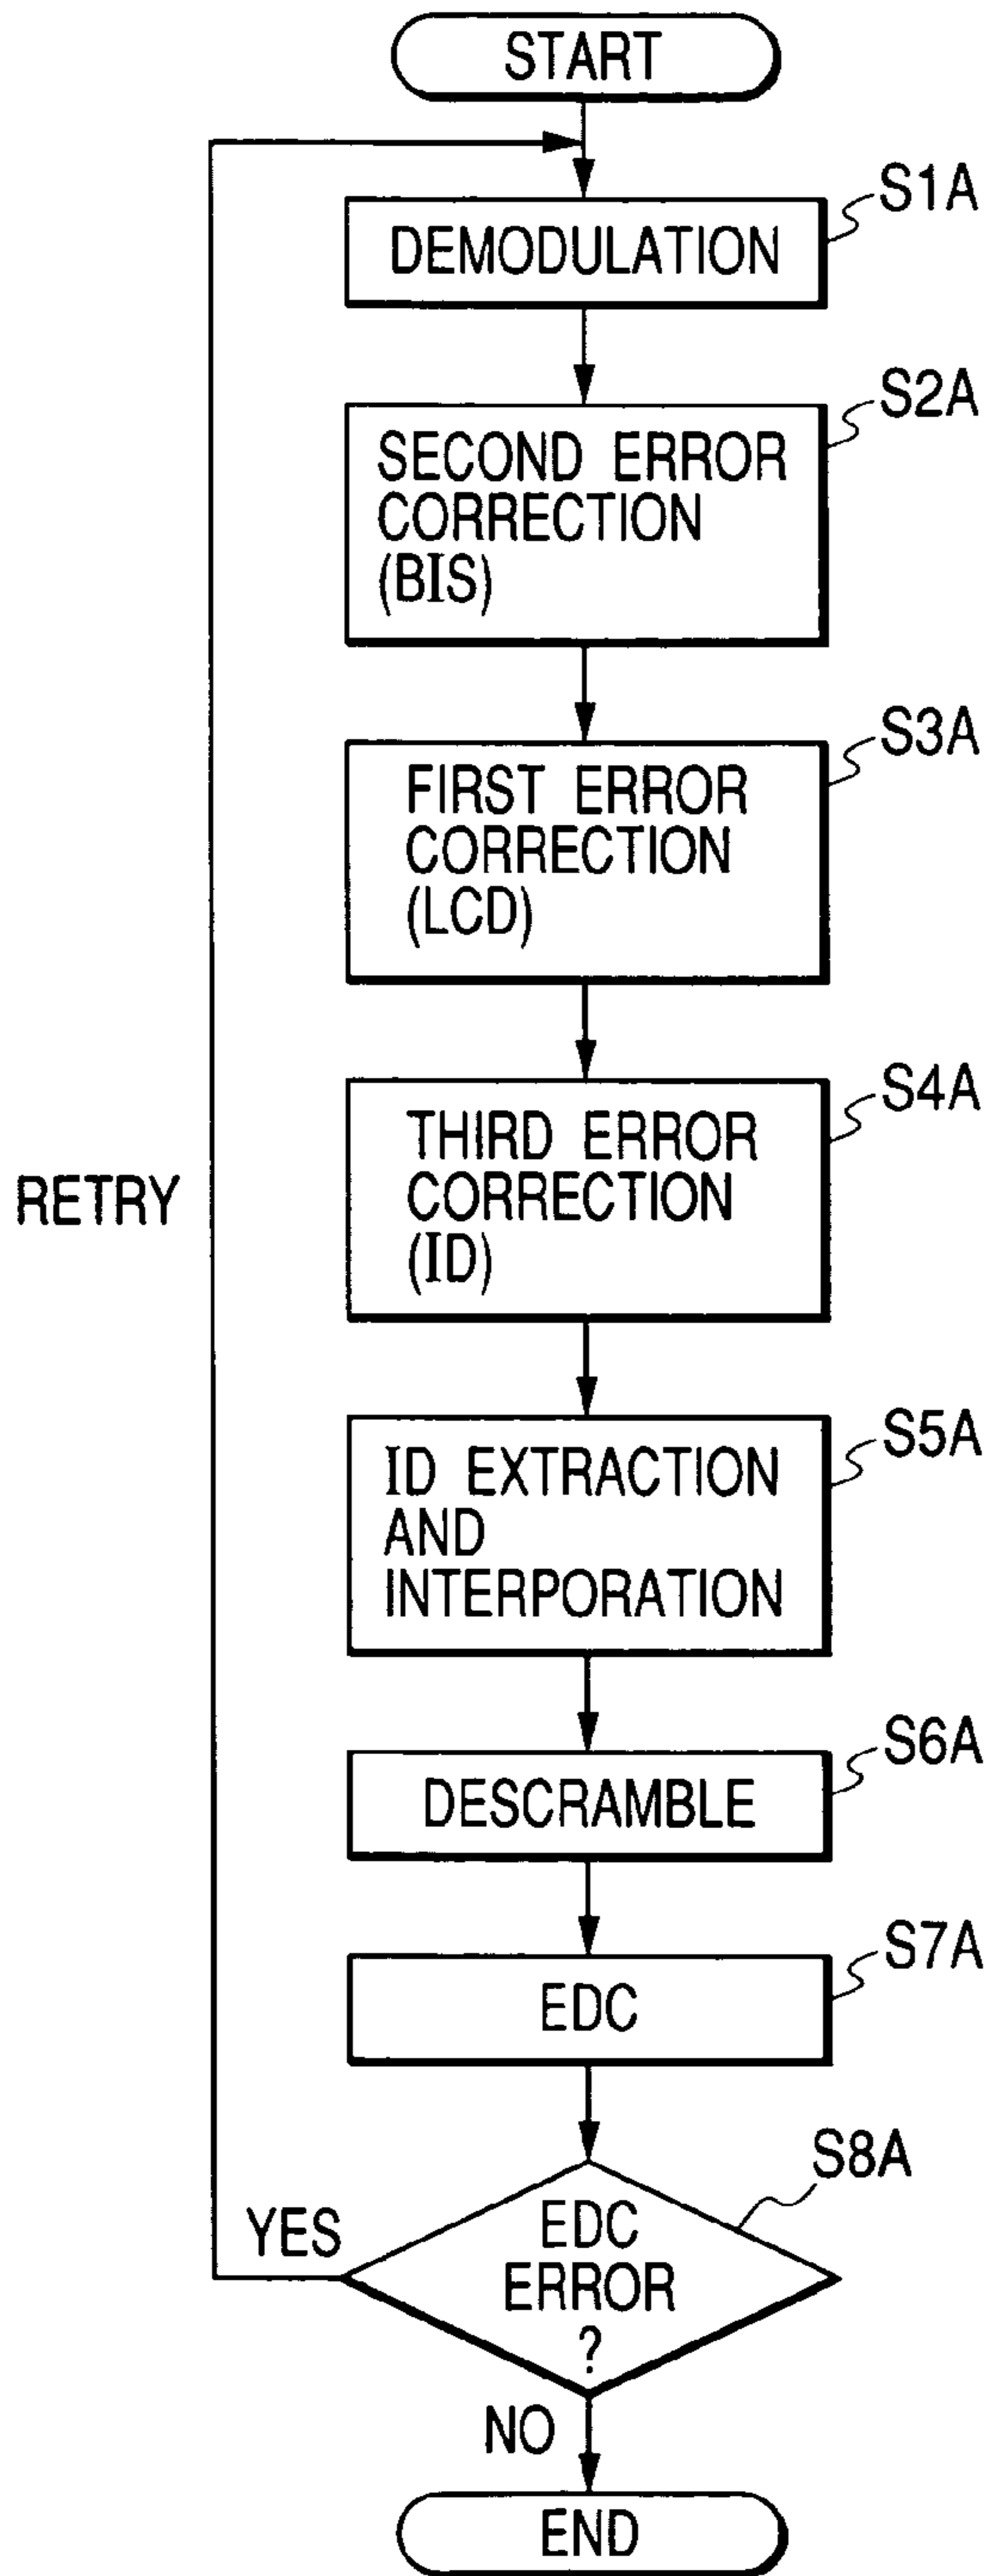 START
S1A
DEMODULATION
S2A
SECOND ERROR
CORRECTION
(BIS)
S3A
FIRST ERROR
CORRECTION
(LCD)
S4A
THIRD ERROR
CORRECTION
(ID)
RETRY
S5A
ID EXTRACTION
AND
INTERPORATION
S6A
DESCRAMBLE
S7A
EDC
S8A
YES
EDC
ERROR
?
NO
END